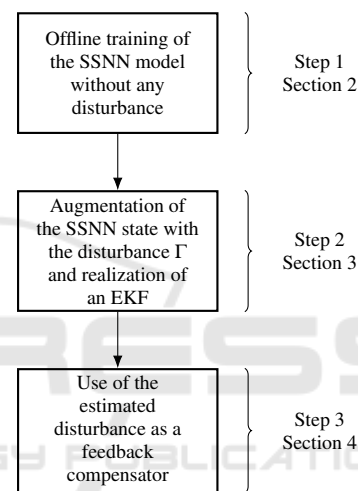 Offline training of
the SSNN model
without any
disturbance
Step 1
Section 2
Augmentation of
the SSNN state with
the disturbance Γ
and realization of
an EKF
Step 2
Section 3
Use of the
estimated
disturbance as a
feedback
compensator
Step 3
Section 4